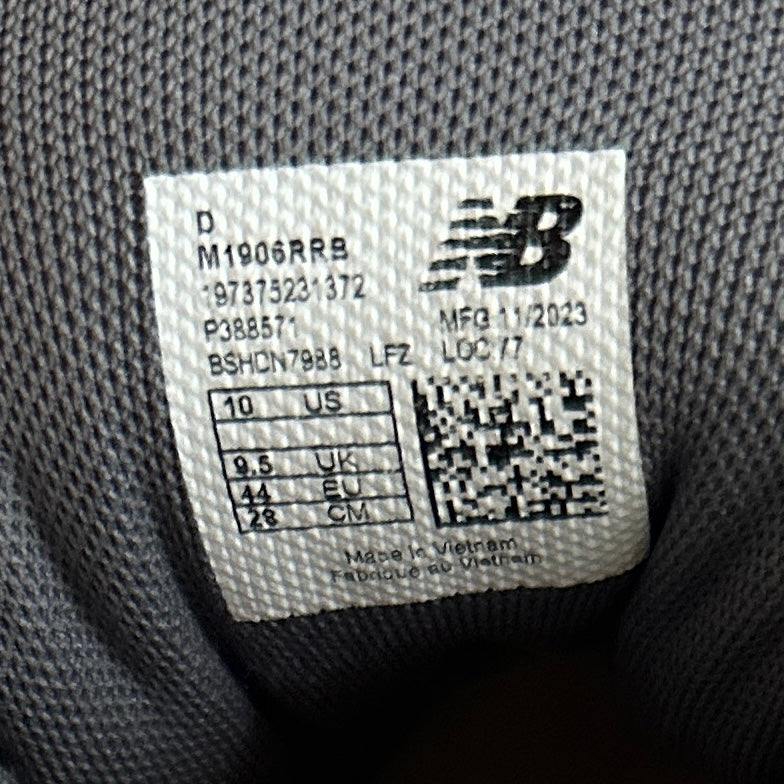 D
M1906RRB
197375231372
P388571
BSHDN7988 LFZ
NB
MFG 11/2023
LOC 77
10 US
9.5 UK
44 EU
28 CM
Made in Vietnam
Fabriqué au Vietnam